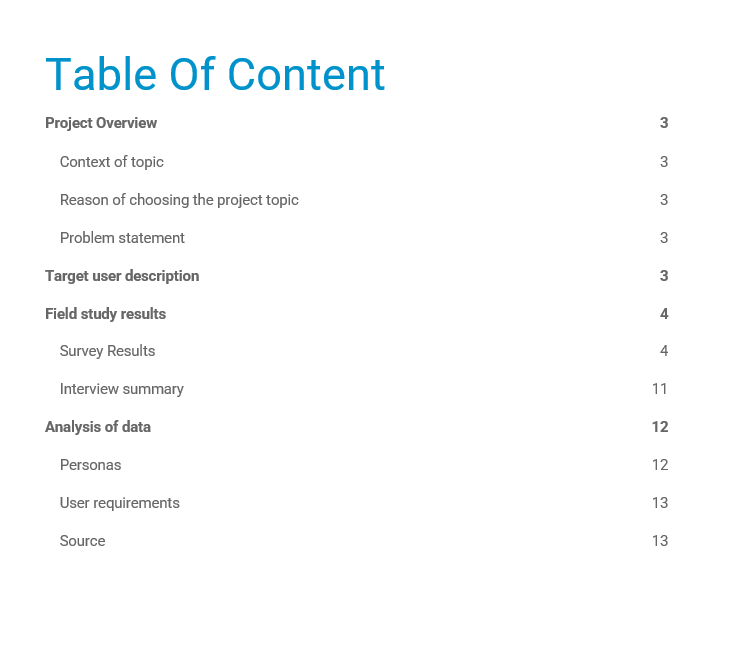 Table Of Content
Project Overview 3
Context of topic 3
Reason of choosing the project topic 3
Problem statement 3
Target user description 3
Field study results 4
Survey Results 4
Interview summary 11
Analysis of data 12
Personas 12
User requirements 13
Source 13